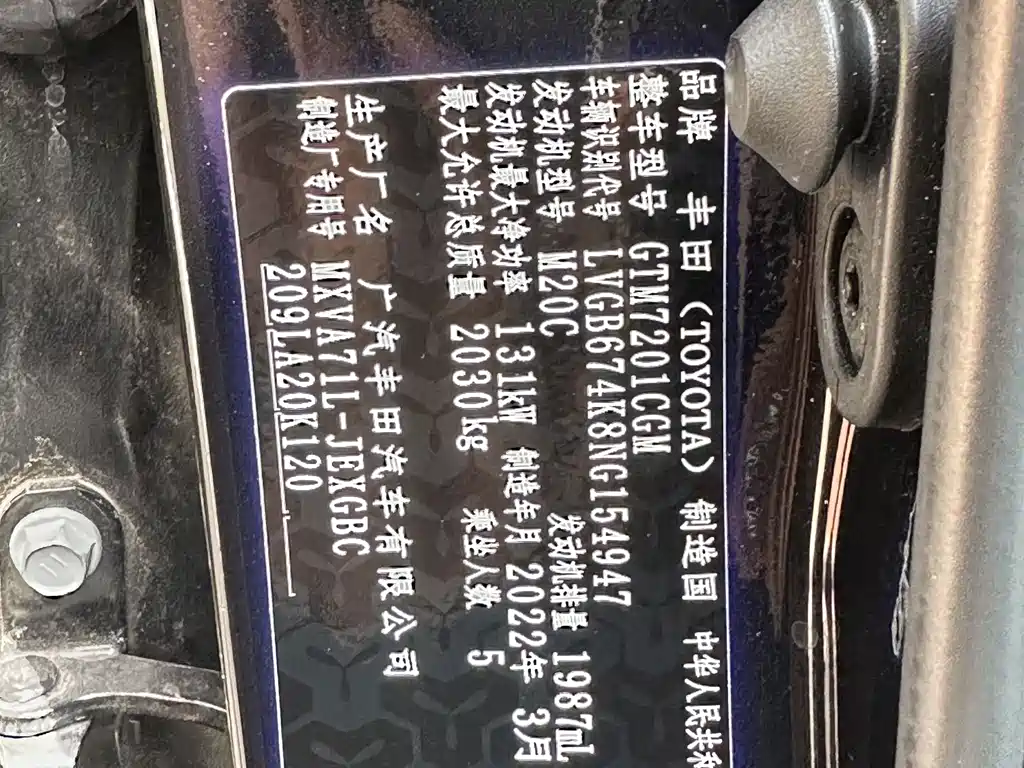 品牌 丰田 (TOYOTA) 制造国 中华人民共和
整车型号 GTM7201CGM
车辆识别代号 LVGB674K8NG154947
发动机型号 M20C 发动机排量 1987mL
发动机最大净功率 131kW 制造年月 2022年 3月
最大允许总质量 2030kg 乘坐人数 5
生产厂名 广汽丰田汽车有限公司
制造厂专用号 MXVA71L-JEXGBC
209LA20K120